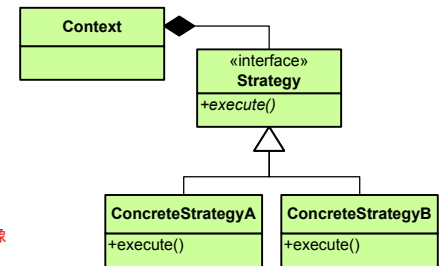 Context
«interface»
Strategy
+execute()
ConcreteStrategyA
ConcreteStrategyB
+execute()
+execute()